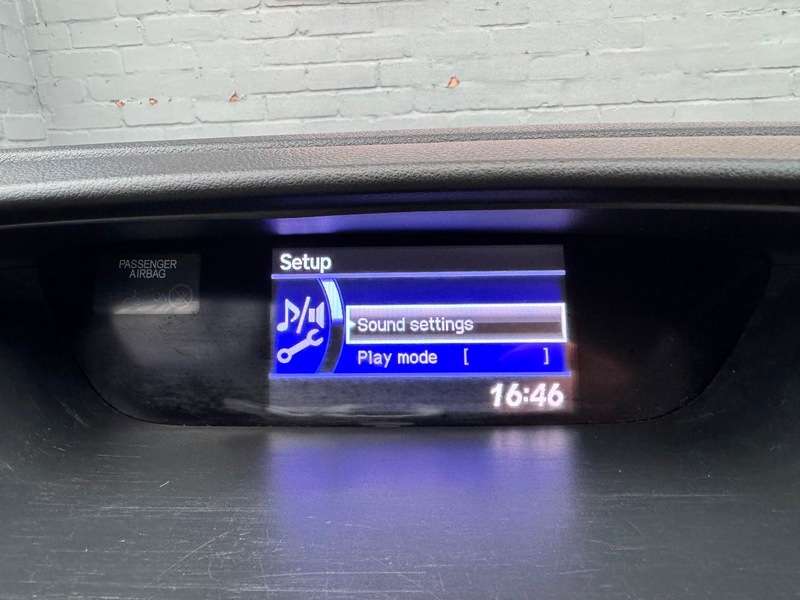 PASSENGER
AIRBAG
Setup
Sound settings
Play mode [ ]
16:46